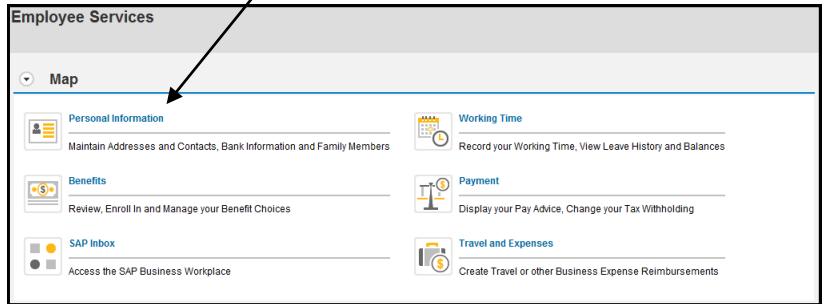 Employee Services
Map
Personal Information
Maintain Addresses and Contacts, Bank Information and Family Members
Working Time
Record your Working Time, View Leave History and Balances
Benefits
Review, Enroll In and Manage your Benefit Choices
Payment
Display your Pay Advice, Change your Tax Withholding
SAP Inbox
Access the SAP Business Workplace
Travel and Expenses
Create Travel or other Business Expense Reimbursements